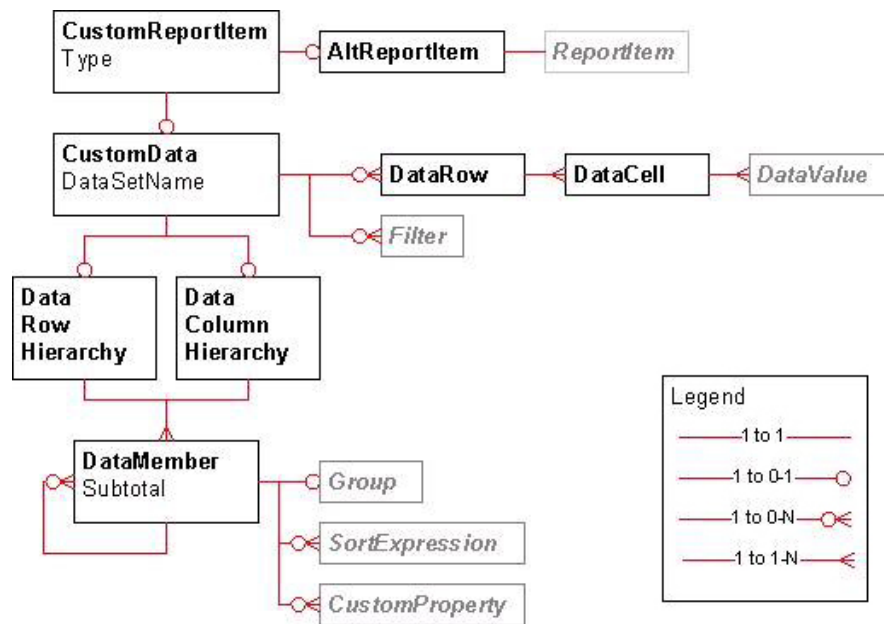 CustomReportItem
Type
AltReportItem
ReportItem
CustomData
DataSetName
DataRow
DataCell
DataValue
Filter
Data
Row
Hierarchy
Data
Column
Hierarchy
DataMember
Subtotal
Group
SortExpression
CustomProperty
Legend
1 to 1
1 to 0-1
1 to 0-N
1 to 1-N